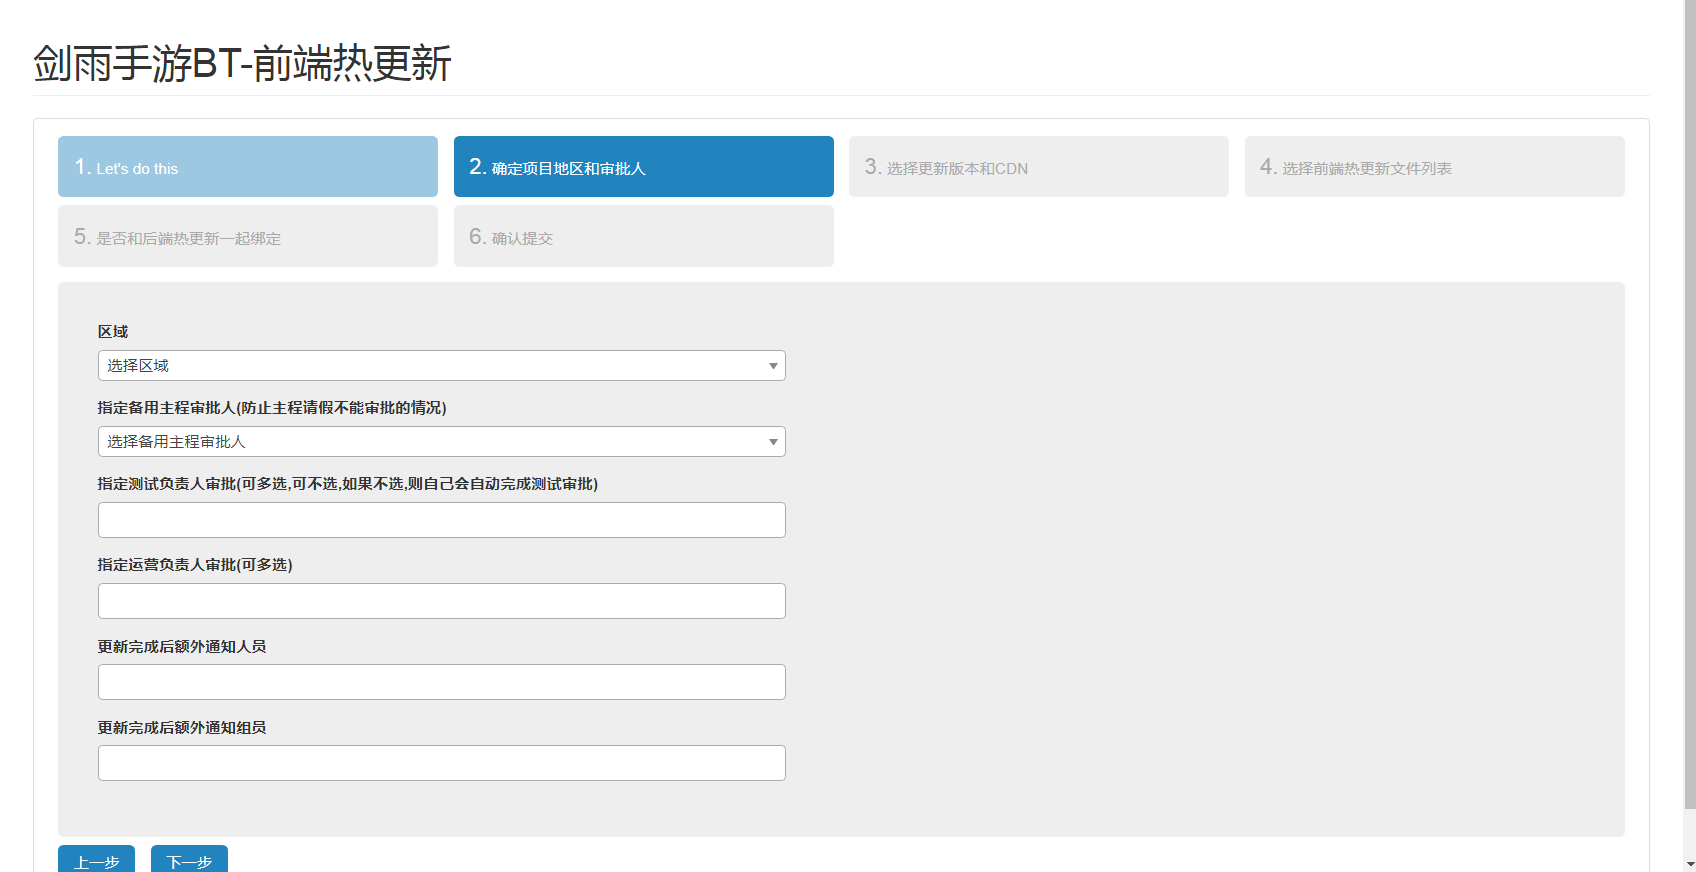 剑雨手游BT-前端热更新
1. Let's do this
2. 确定项目地区和审批人
3. 选择更新版本和CDN
4. 选择前端热更新文件列表
5. 是否和后端热更新一起绑定
6. 确认提交
区域
选择区域
指定备用主程审批人(防止主程请假不能审批的情况)
选择备用主程审批人
指定测试负责人审批(可多选,可不选,如果不选,则自己会自动完成测试审批)
指定运营负责人审批(可多选)
更新完成后额外通知人员
更新完成后额外通知组员
上一步
下一步